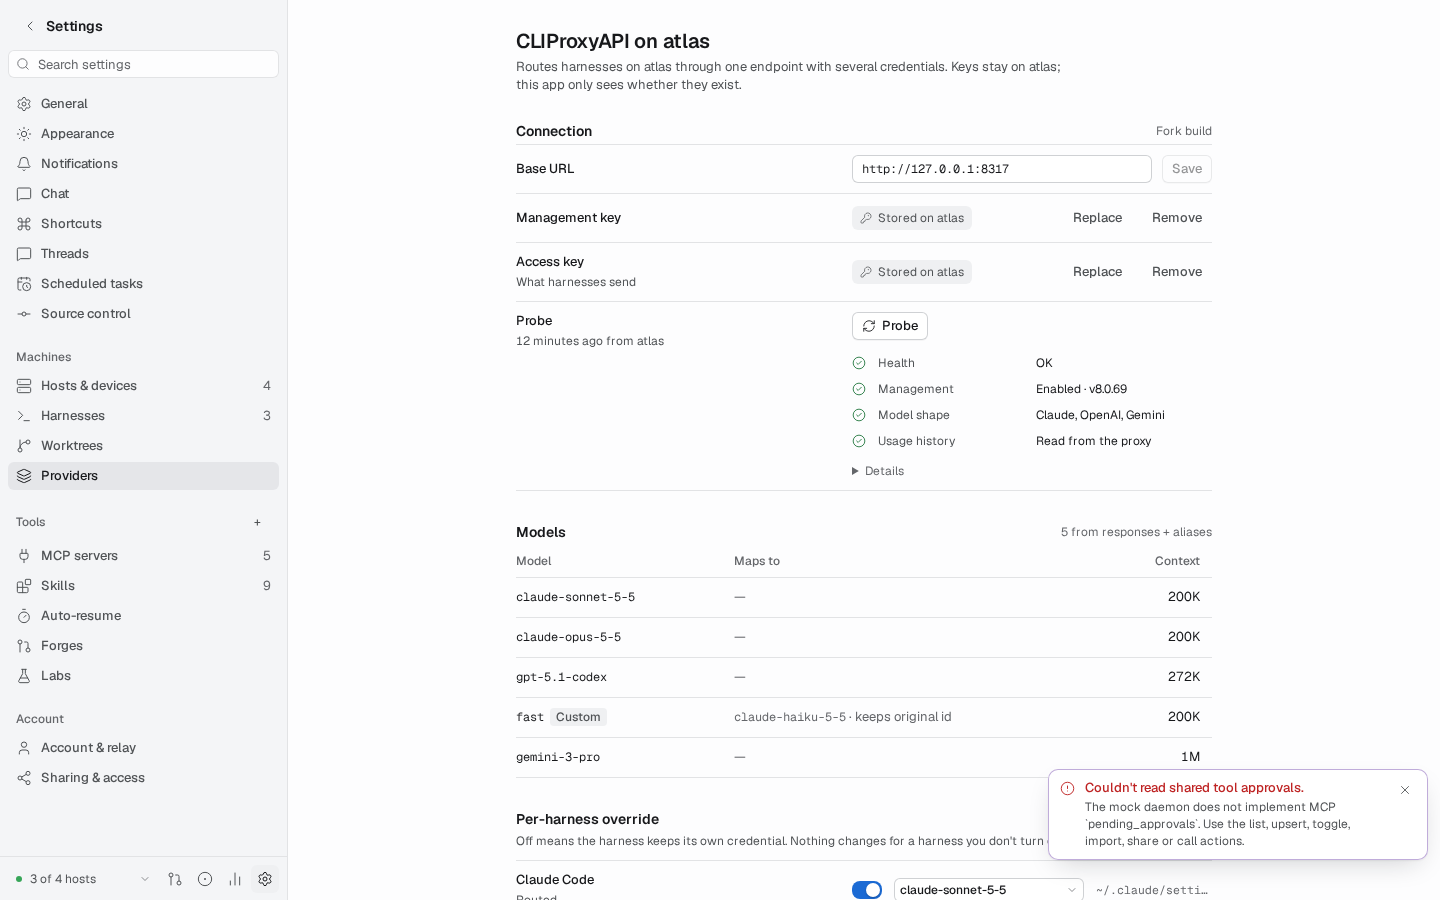 Settings
Search settings
General
Appearance
Notifications
Chat
Shortcuts
Threads
Scheduled tasks
Source control
Machines
Hosts & devices 4
Harnesses 3
Worktrees
Providers
Tools +
MCP servers 5
Skills 9
Auto-resume
Forges
Labs
Account
Account & relay
Sharing & access
3 of 4 hosts
CLIProxyAPI on atlas
Routes harnesses on atlas through one endpoint with several credentials. Keys stay on atlas;
this app only sees whether they exist.
Connection Fork build
Base URL http://127.0.0.1:8317 Save
Management key Stored on atlas Replace Remove
Access key
What harnesses send
Stored on atlas Replace Remove
Probe
12 minutes ago from atlas
Probe
Health OK
Management Enabled · v8.0.69
Model shape Claude, OpenAI, Gemini
Usage history Read from the proxy
Details
Models 5 from responses + aliases
Model Maps to Context
claude-sonnet-5-5 — 200K
claude-opus-5-5 — 200K
gpt-5.1-codex — 272K
fast Custom claude-haiku-5-5 · keeps original id 200K
gemini-3-pro — 1M
Per-harness override
Off means the harness keeps its own credential. Nothing changes for a harness you don't turn
Claude Code
Routed
claude-sonnet-5-5 ~/.claude/setti…
Couldn't read shared tool approvals.
The mock daemon does not implement MCP
`pending_approvals`. Use the list, upsert, toggle,
import, share or call actions.